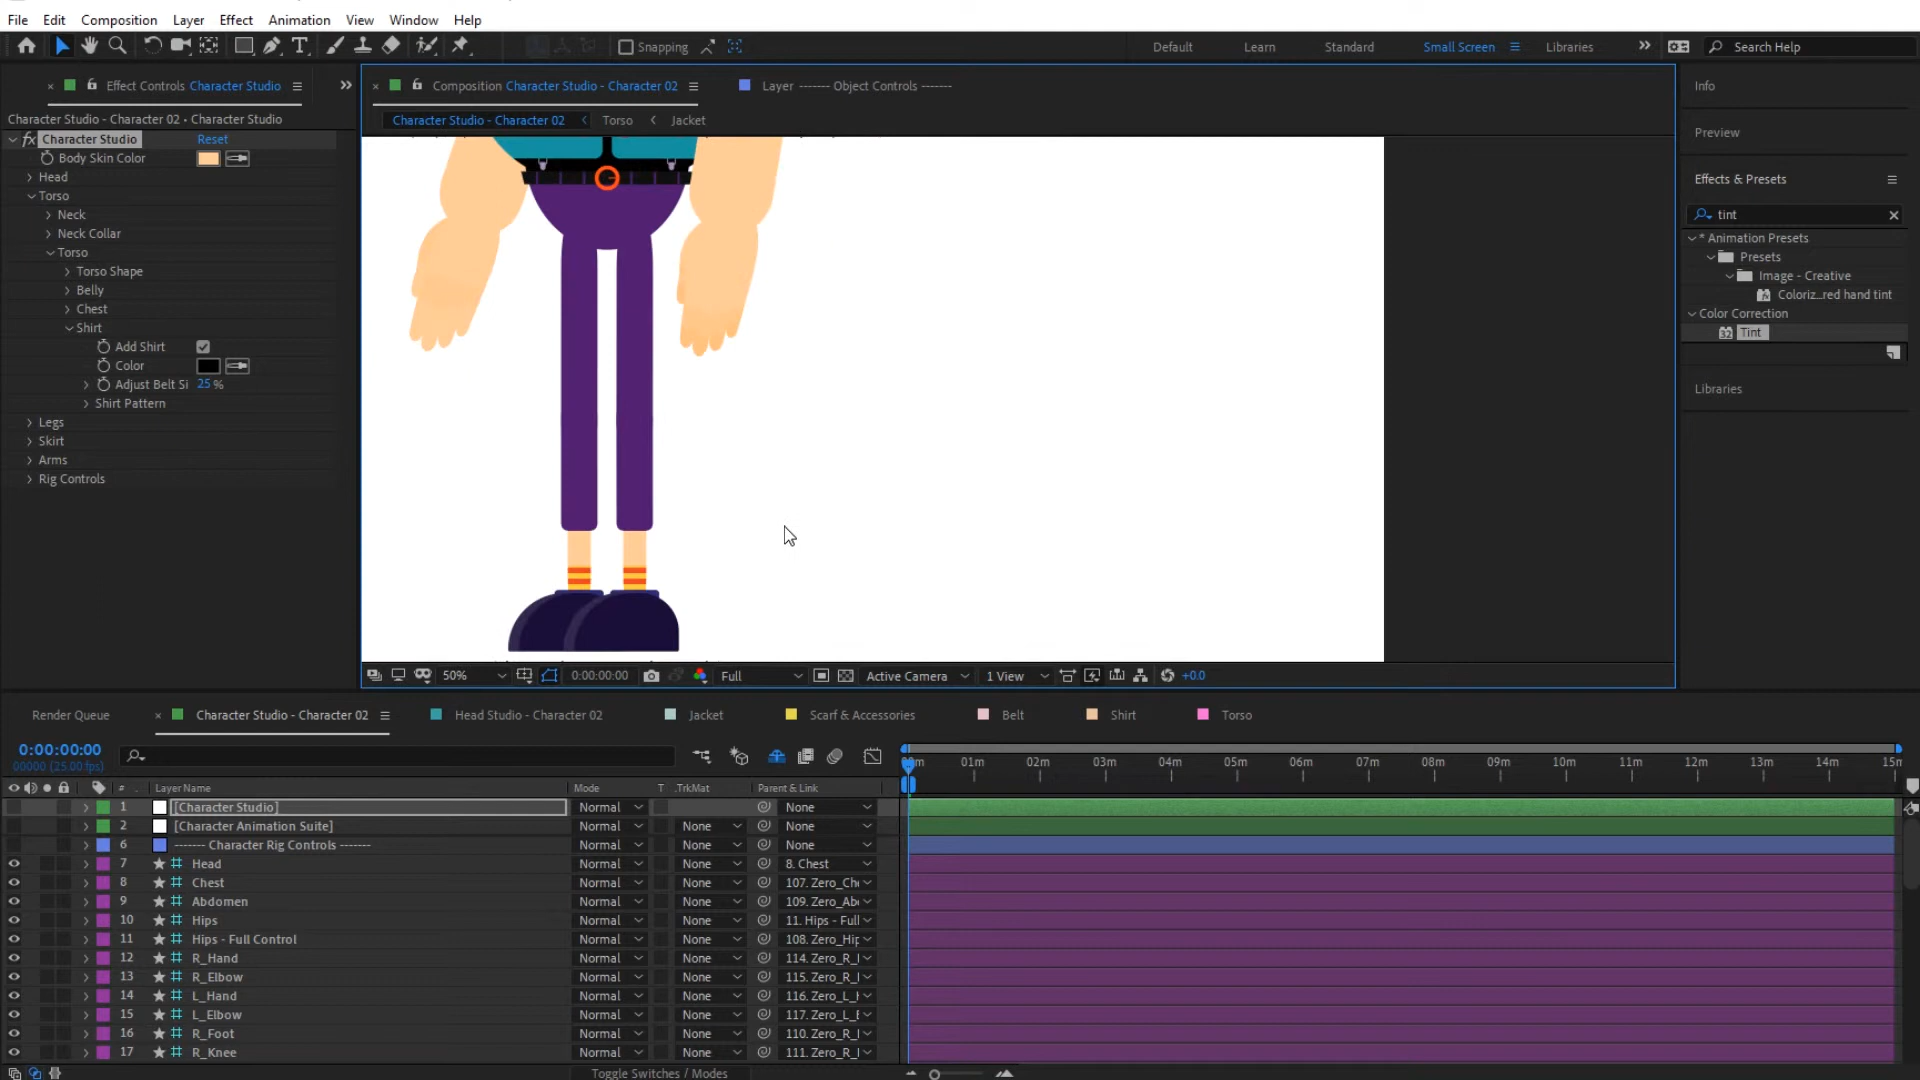 File Edit Composition Layer Effect Animation View Window Help
Snapping Default Learn Standard Small Screen Libraries Search Help
Effect Controls Character Studio
Composition Character Studio - Character 02
Layer ------- Object Controls -------
Info
Character Studio - Character 02 • Character Studio
Character Studio - Character 02 Torso Jacket
Preview
fx Character Studio Reset
Body Skin Color
Head
Torso
Neck
Neck Collar
Torso
Torso Shape
Belly
Chest
Shirt
Add Shirt
Color
Adjust Belt Si 25 %
Shirt Pattern
Legs
Skirt
Arms
Rig Controls
Effects & Presets
tint
* Animation Presets
Presets
Image - Creative
Coloriz...red hand tint
Color Correction
Tint
Libraries
50% 0:00:00:00 Full Active Camera 1 View +0.0
Render Queue Character Studio - Character 02 Head Studio - Character 02 Jacket Scarf & Accessories Belt Shirt Torso
0:00:00:00
00000 (25.00 fps)
01m 02m 03m 04m 05m 06m 07m 08m 09m 10m 11m 12m 13m 14m
# Layer Name Mode T .TrkMat Parent & Link
1 [Character Studio] Normal None
2 [Character Animation Suite] Normal None None
6 ------- Character Rig Controls ------- Normal None None
7 Head Normal None 8. Chest
8 Chest Normal None 107. Zero_Ch
9 Abdomen Normal None 109. Zero_Ab
10 Hips Normal None 11. Hips - Full
11 Hips - Full Control Normal None 108. Zero_Hip
12 R_Hand Normal None 114. Zero_R_
13 R_Elbow Normal None 115. Zero_R_
14 L_Hand Normal None 116. Zero_L_
15 L_Elbow Normal None 117. Zero_L_
16 R_Foot Normal None 110. Zero_R_
17 R_Knee Normal None 111. Zero_R_
Toggle Switches / Modes